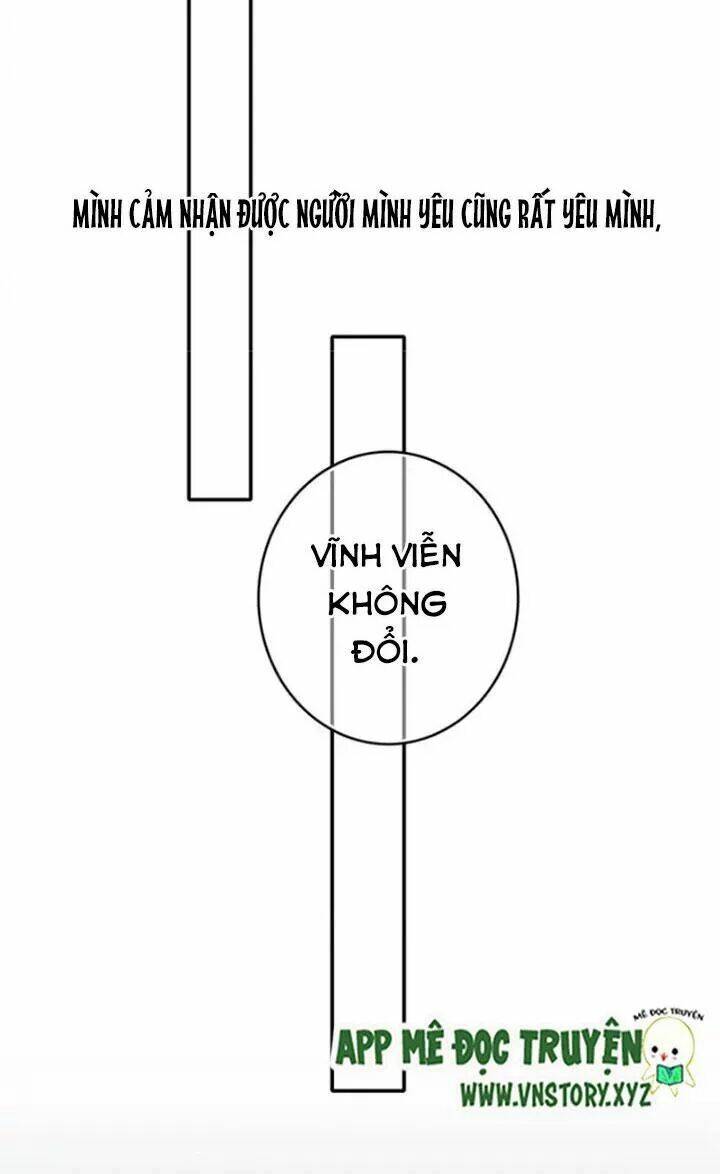 MÌNH CẢM NHẬN ĐƯỢC NGƯỜI MÌNH YÊU CŨNG RẤT YÊU MÌNH,
VĨNH VIỄN
KHÔNG
ĐỔI.
MÊ ĐỌC TRUYỆN
APP MÊ ĐỌC TRUYỆN
WWW.VNSTORY.XYZ